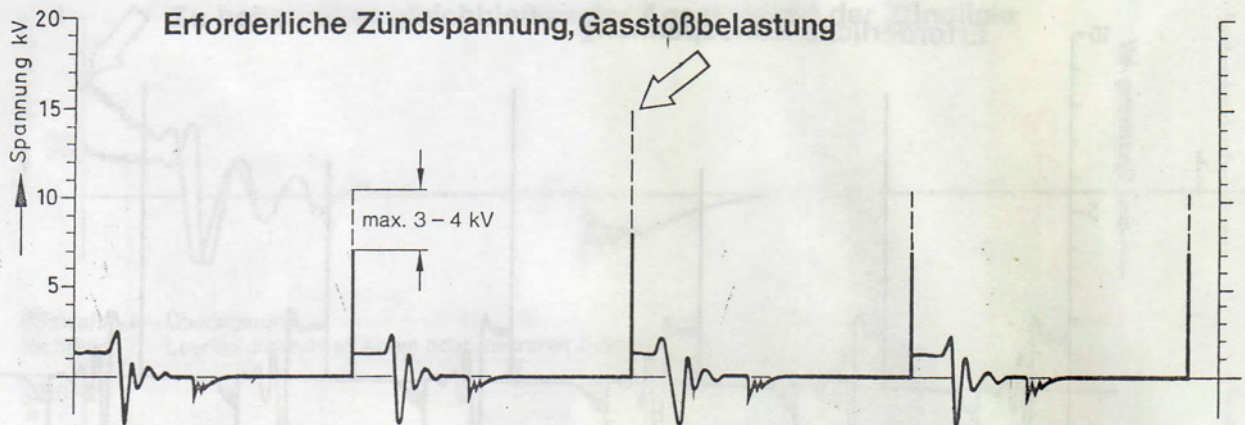 Erforderliche Zündspannung, Gasstoßbelastung
Spannung kV
20
15
10
5
max. 3 – 4 kV